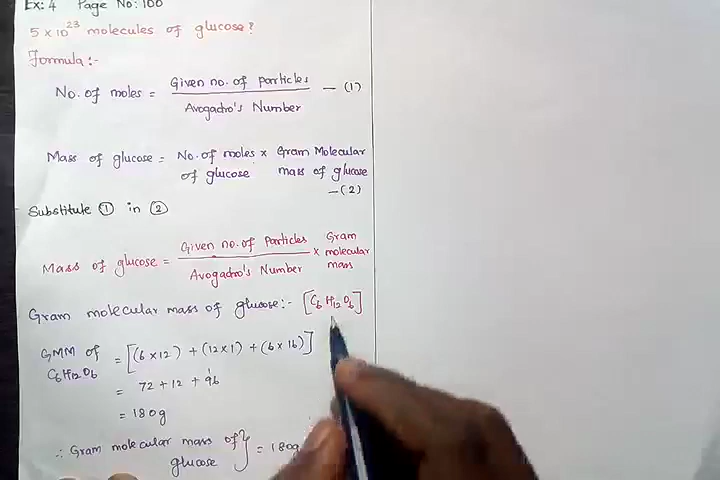 Ex: 4 Page No: 100
5 x 10²³ molecules of glucose?
Formula:-
No. of moles = Given no. of particles / Avogadro's Number — (1)
Mass of glucose = No. of moles of glucose x Gram Molecular mass of glucose — (2)
Substitute ① in ②
Mass of glucose = Given no. of Particles / Avogadro's Number x Gram molecular mass
Gram molecular mass of glucose:- [C₆H₁₂O₆]
GMM of C₆H₁₂O₆ = [(6 x 12) + (12 x 1) + (6 x 16)]
= 72 + 12 + 96
= 180g
∴ Gram molecular mass of glucose } = 180g